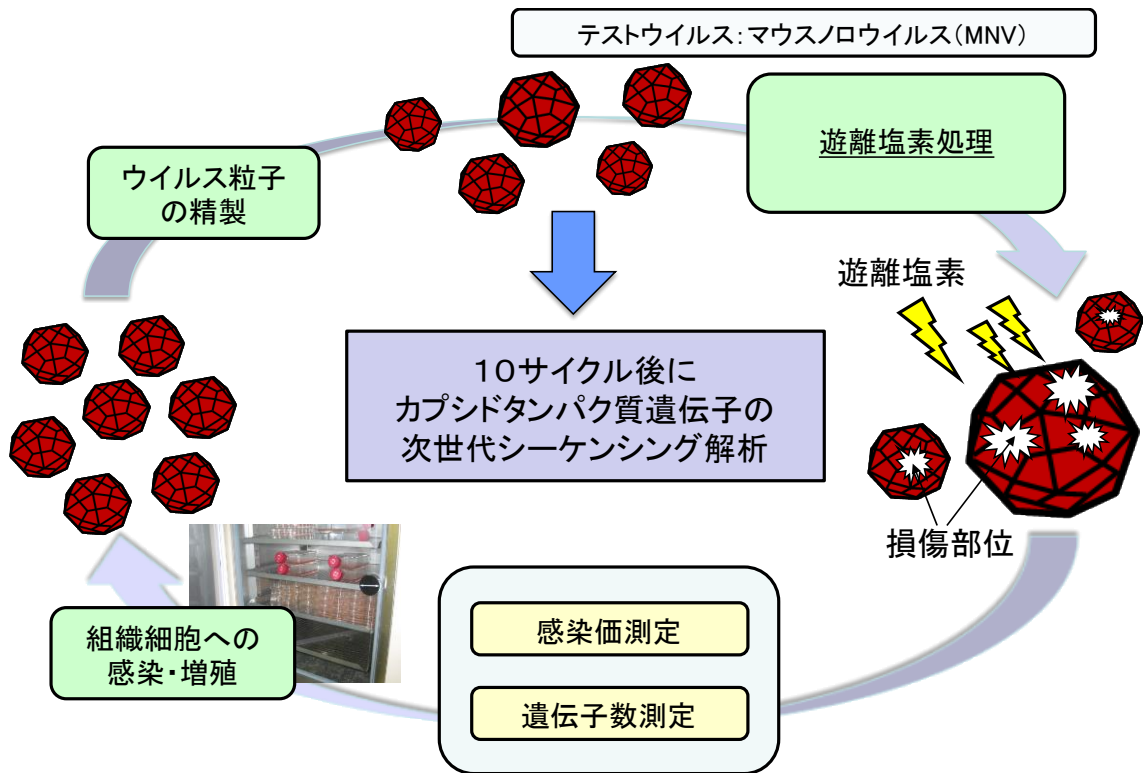 テストウイルス:マウスノロウイルス(MNV)
遊離塩素処理
ウイルス粒子
の精製
遊離塩素
10サイクル後に
カプシドタンパク質遺伝子の
次世代シーケンシング解析
損傷部位
感染価測定
遺伝子数測定
組織細胞への
感染・増殖